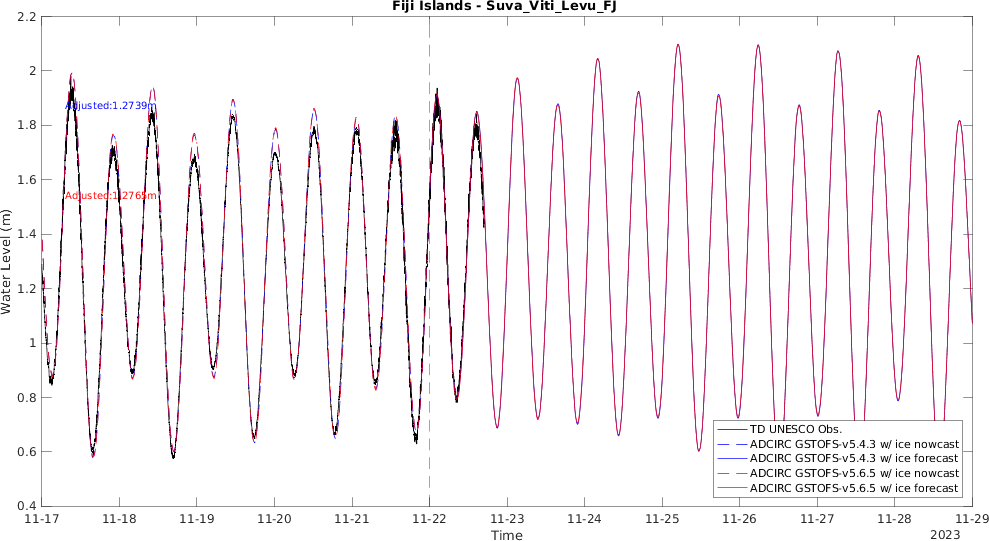 Fiji Islands - Suva_Viti_Levu_FJ
2.2
2
1.8
1.6
1.4
1.2
1
0.8
0.6
0.4
Water Level (m)
Adjusted:1.2739m
Adjusted:1.2765m
TD UNESCO Obs.
ADCIRC GSTOFS-v5.4.3 w/ ice nowcast
ADCIRC GSTOFS-v5.4.3 w/ ice forecast
ADCIRC GSTOFS-v5.6.5 w/ ice nowcast
ADCIRC GSTOFS-v5.6.5 w/ ice forecast
11-17 11-18 11-19 11-20 11-21 11-22 11-23 11-24 11-25 11-26 11-27 11-28 11-29
Time
2023